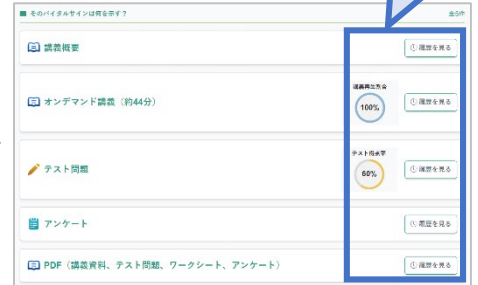 そのバイタルサインは何を示す？
全5件
講義概要
履歴を見る
オンデマンド講義（約44分）
講義再生割合
100%
履歴を見る
テスト問題
テスト得点率
60%
履歴を見る
アンケート
履歴を見る
PDF（講義資料、テスト問題、ワークシート、アンケート）
履歴を見る